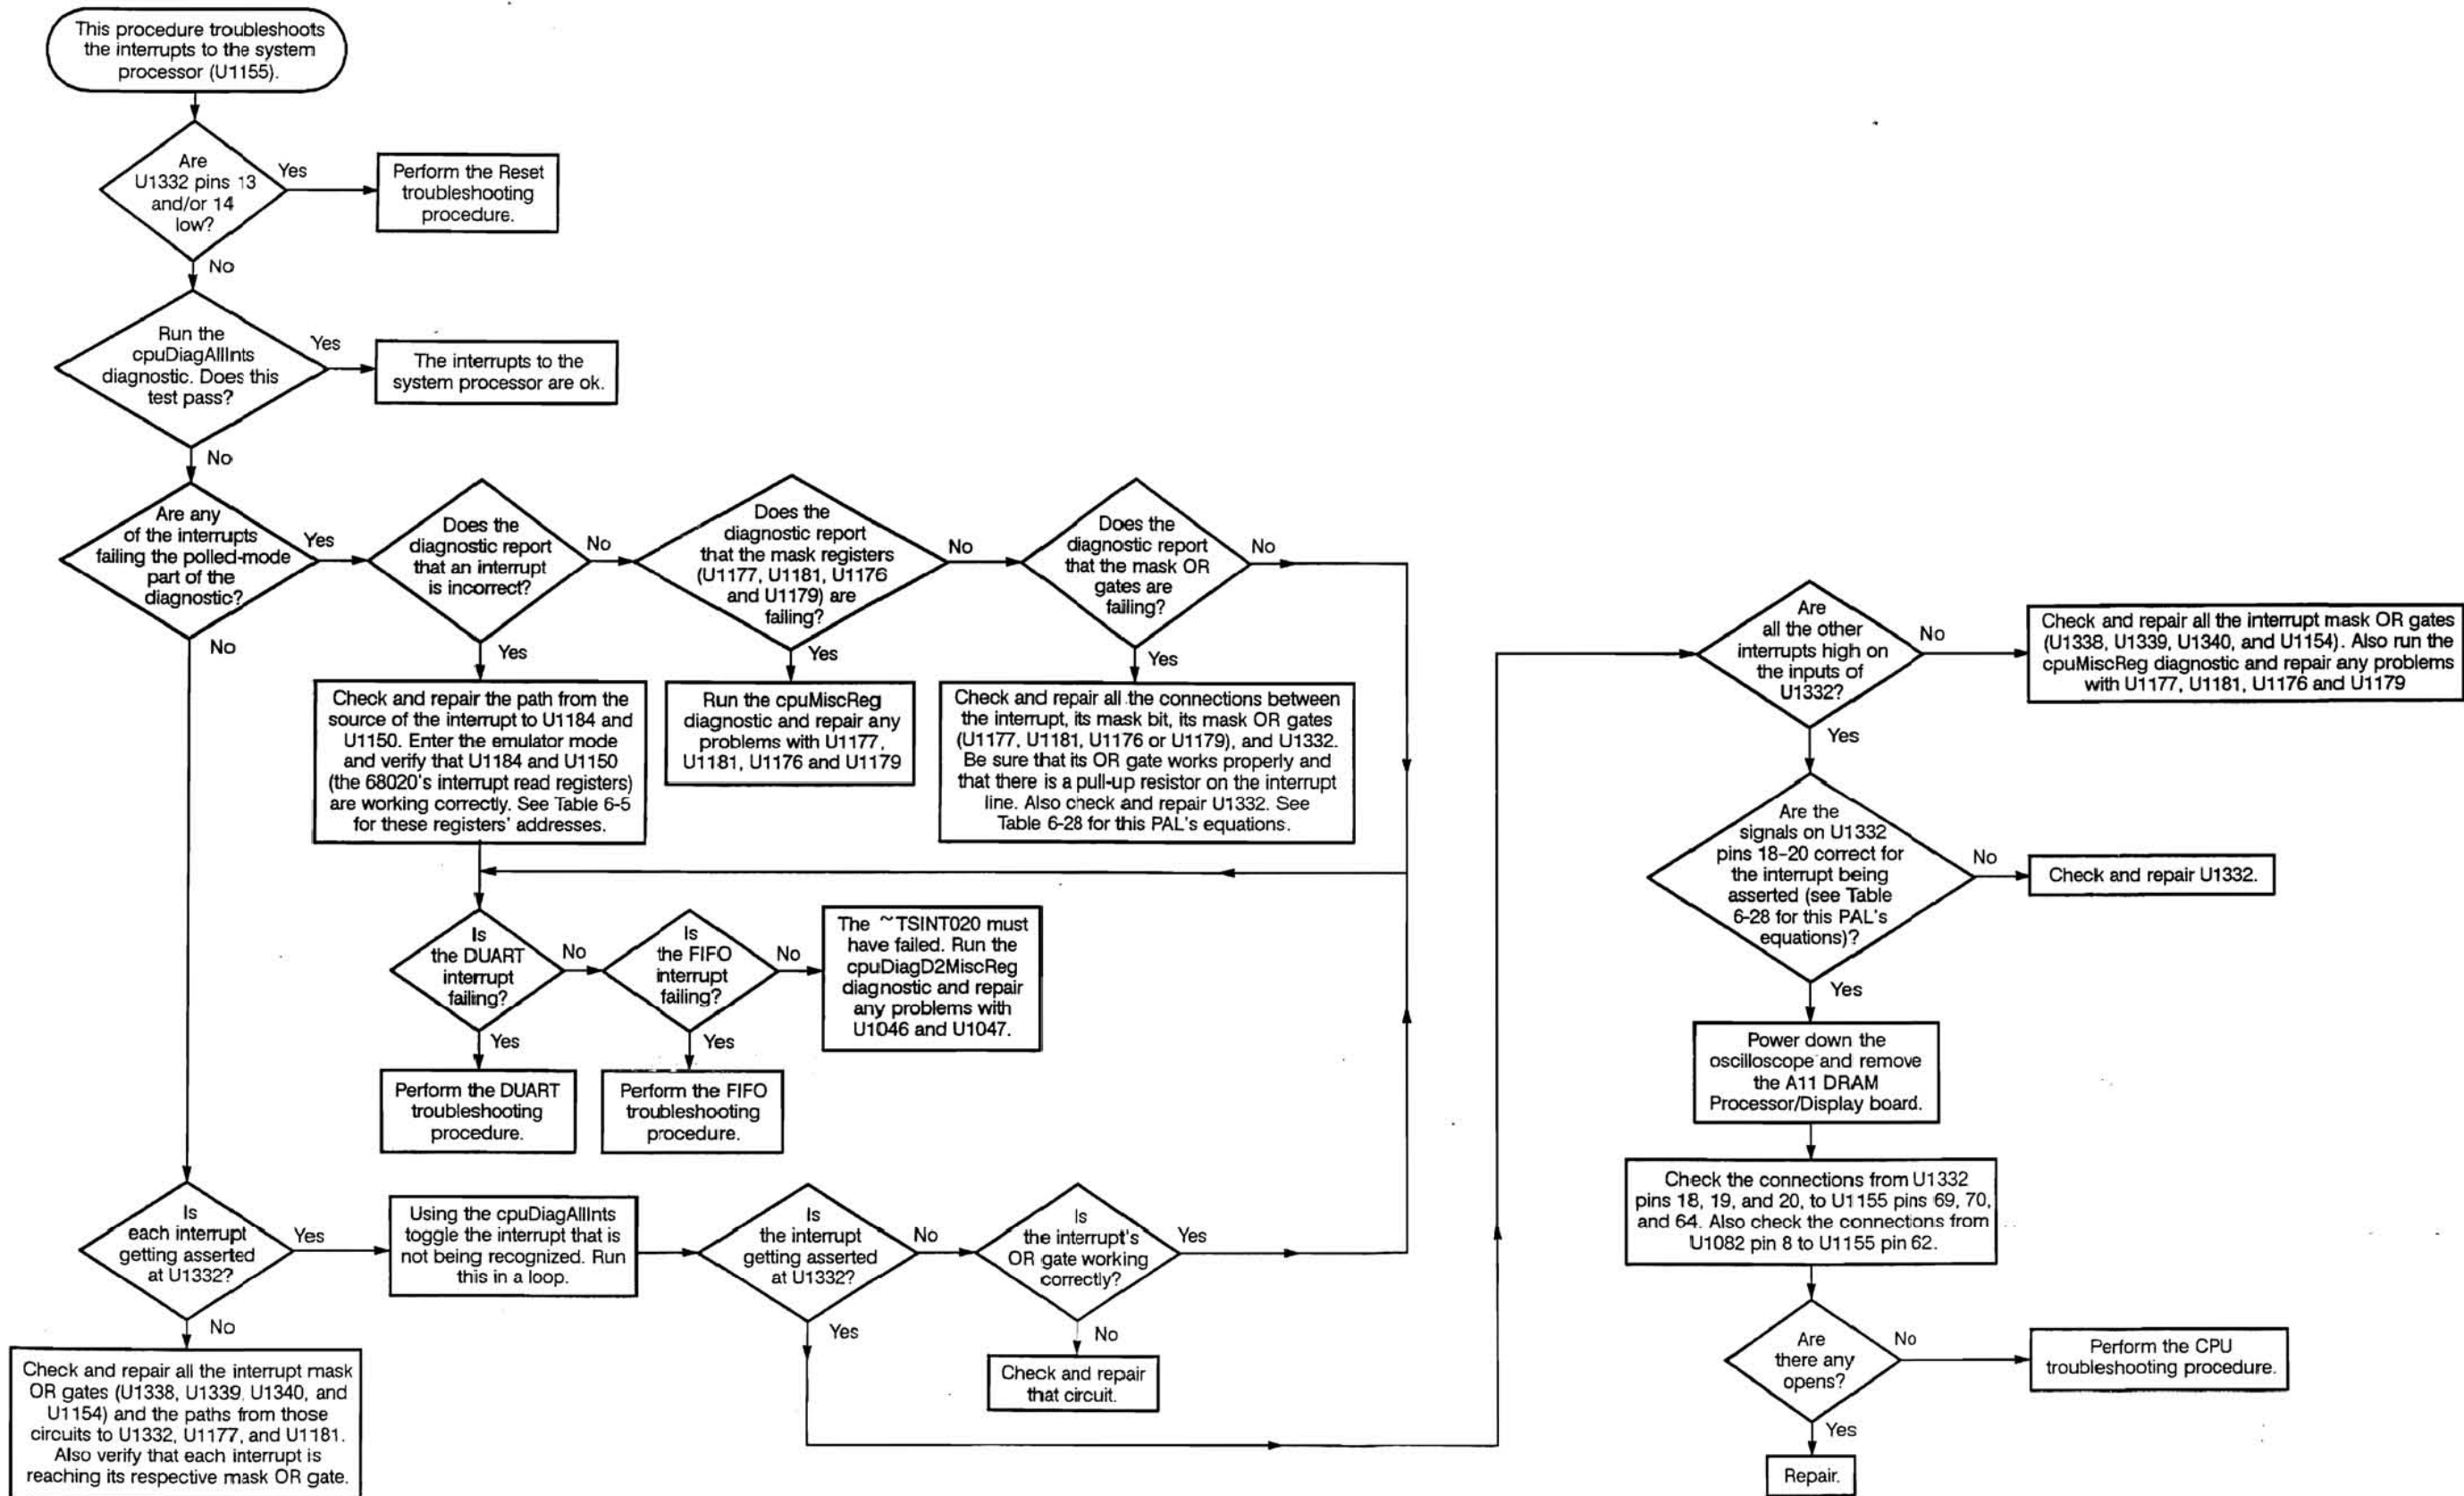 This procedure troubleshoots
the interrupts to the system
processor (U1155).
Are
U1332 pins 13
and/or 14
low?
Yes
Perform the Reset
troubleshooting
procedure.
No
Run the
cpuDiagAllInts
diagnostic. Does this
test pass?
Yes
The interrupts to the
system processor are ok.
No
Are any
of the interrupts
failing the polled-mode
part of the
diagnostic?
Yes
Does the
diagnostic report
that an interrupt
is incorrect?
No
Does the
diagnostic report
that the mask registers
(U1177, U1181, U1176
and U1179) are
failing?
No
Does the
diagnostic report
that the mask OR
gates are
failing?
No
No
Yes
Check and repair the path from the
source of the interrupt to U1184 and
U1150. Enter the emulator mode
and verify that U1184 and U1150
(the 68020's interrupt read registers)
are working correctly. See Table 6-5
for these registers' addresses.
Yes
Run the cpuMiscReg
diagnostic and repair any
problems with U1177,
U1181, U1176 and U1179
Yes
Check and repair all the connections between
the interrupt, its mask bit, its mask OR gates
(U1177, U1181, U1176 or U1179), and U1332.
Be sure that its OR gate works properly and
that there is a pull-up resistor on the interrupt
line. Also check and repair U1332. See
Table 6-28 for this PAL's equations.
Is
the DUART
interrupt
failing?
No
Is
the FIFO
interrupt
failing?
No
The ~TSINT020 must
have failed. Run the
cpuDiagD2MiscReg
diagnostic and repair
any problems with
U1046 and U1047.
Yes
Perform the DUART
troubleshooting
procedure.
Yes
Perform the FIFO
troubleshooting
procedure.
Is
each interrupt
getting asserted
at U1332?
Yes
Using the cpuDiagAllInts
toggle the interrupt that is
not being recognized. Run
this in a loop.
Is
the interrupt
getting asserted
at U1332?
No
Is
the interrupt's
OR gate working
correctly?
Yes
No
Check and repair all the interrupt mask
OR gates (U1338, U1339, U1340, and
U1154) and the paths from those
circuits to U1332, U1177, and U1181.
Also verify that each interrupt is
reaching its respective mask OR gate.
Yes
No
Check and repair
that circuit.
Are
all the other
interrupts high on
the inputs of
U1332?
No
Check and repair all the interrupt mask OR gates
(U1338, U1339, U1340, and U1154). Also run the
cpuMiscReg diagnostic and repair any problems
with U1177, U1181, U1176 and U1179
Yes
Are the
signals on U1332
pins 18-20 correct for
the interrupt being
asserted (see Table
6-28 for this PAL's
equations)?
No
Check and repair U1332.
Yes
Power down the
oscilloscope and remove
the A11 DRAM
Processor/Display board.
Check the connections from U1332
pins 18, 19, and 20, to U1155 pins 69, 70,
and 64. Also check the connections from
U1082 pin 8 to U1155 pin 62.
Are
there any
opens?
No
Perform the CPU
troubleshooting procedure.
Yes
Repair.